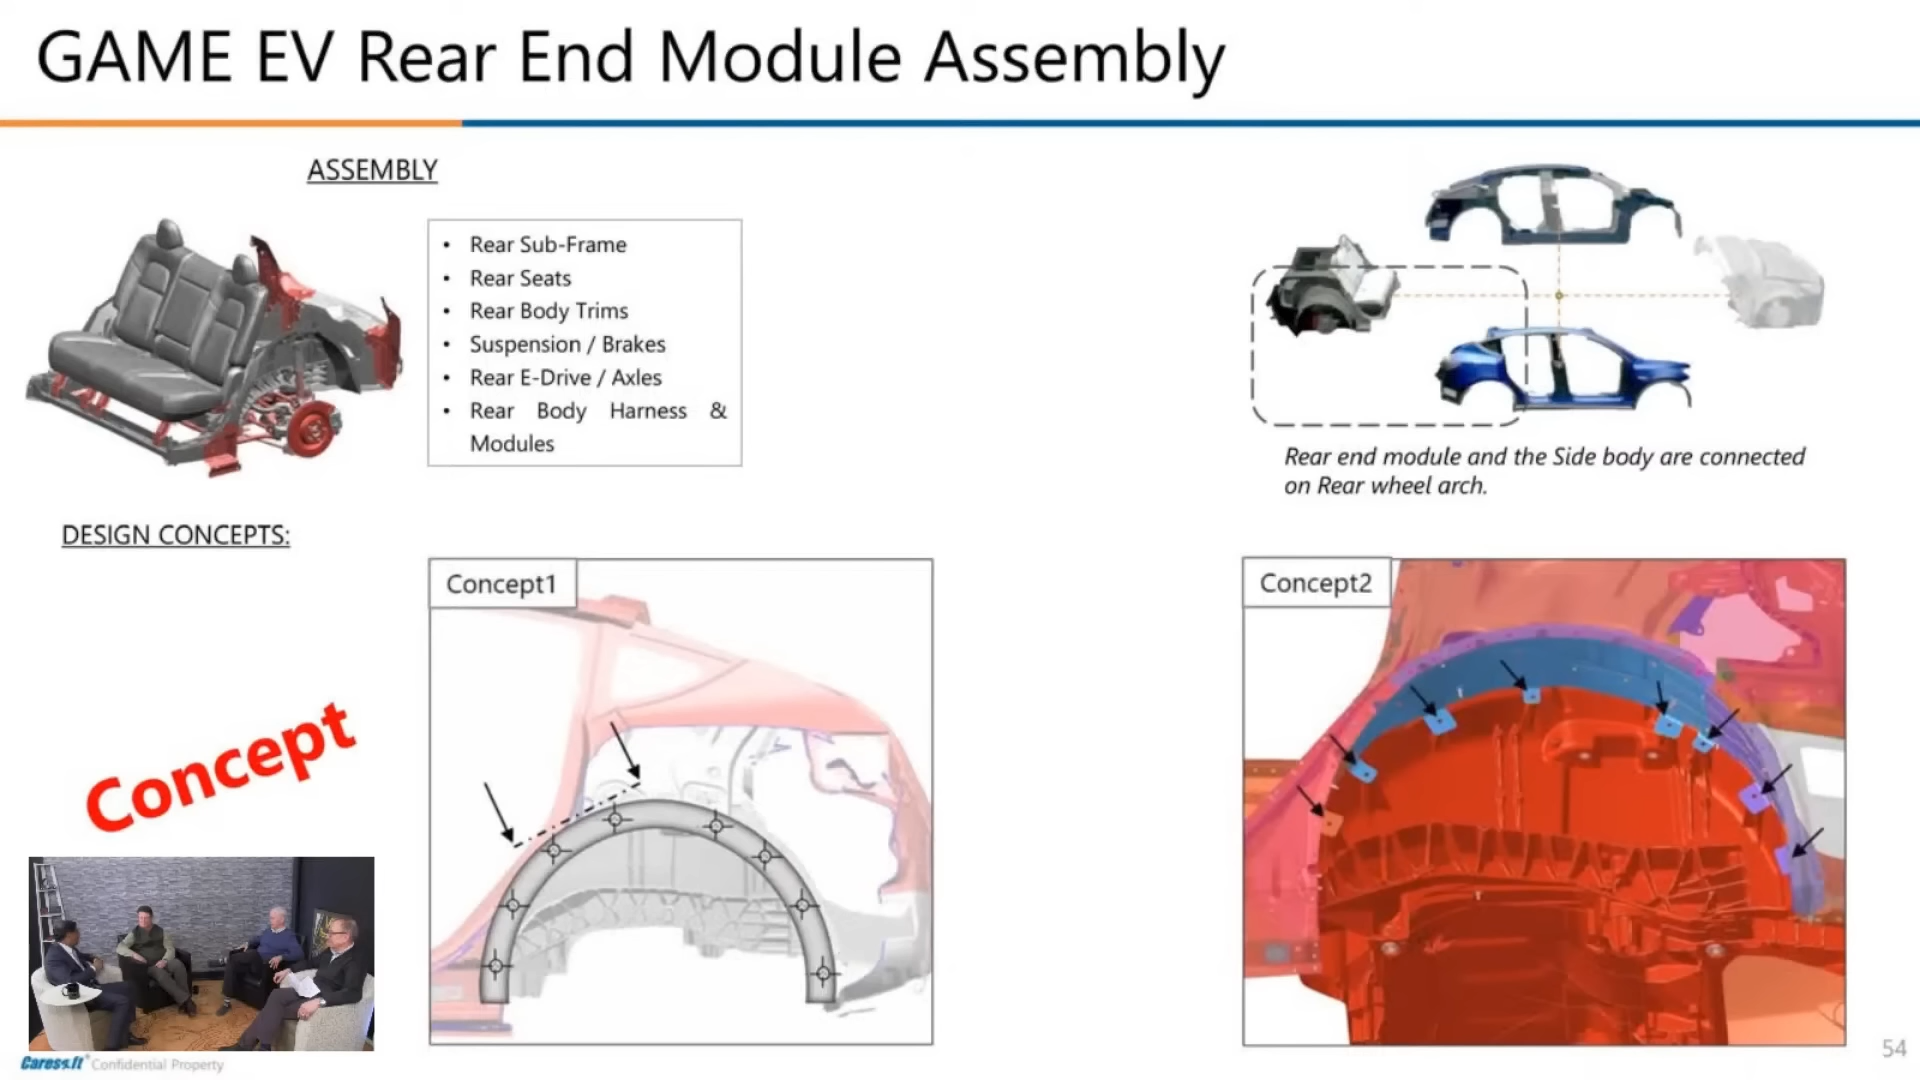 GAME EV Rear End Module Assembly
ASSEMBLY
• Rear Sub-Frame
• Rear Seats
• Rear Body Trims
• Suspension / Brakes
• Rear E-Drive / Axles
• Rear Body Harness &
Modules
Rear end module and the Side body are connected
on Rear wheel arch.
DESIGN CONCEPTS:
Concept1
Concept2
Concept
Caresoft Confidential Property
54